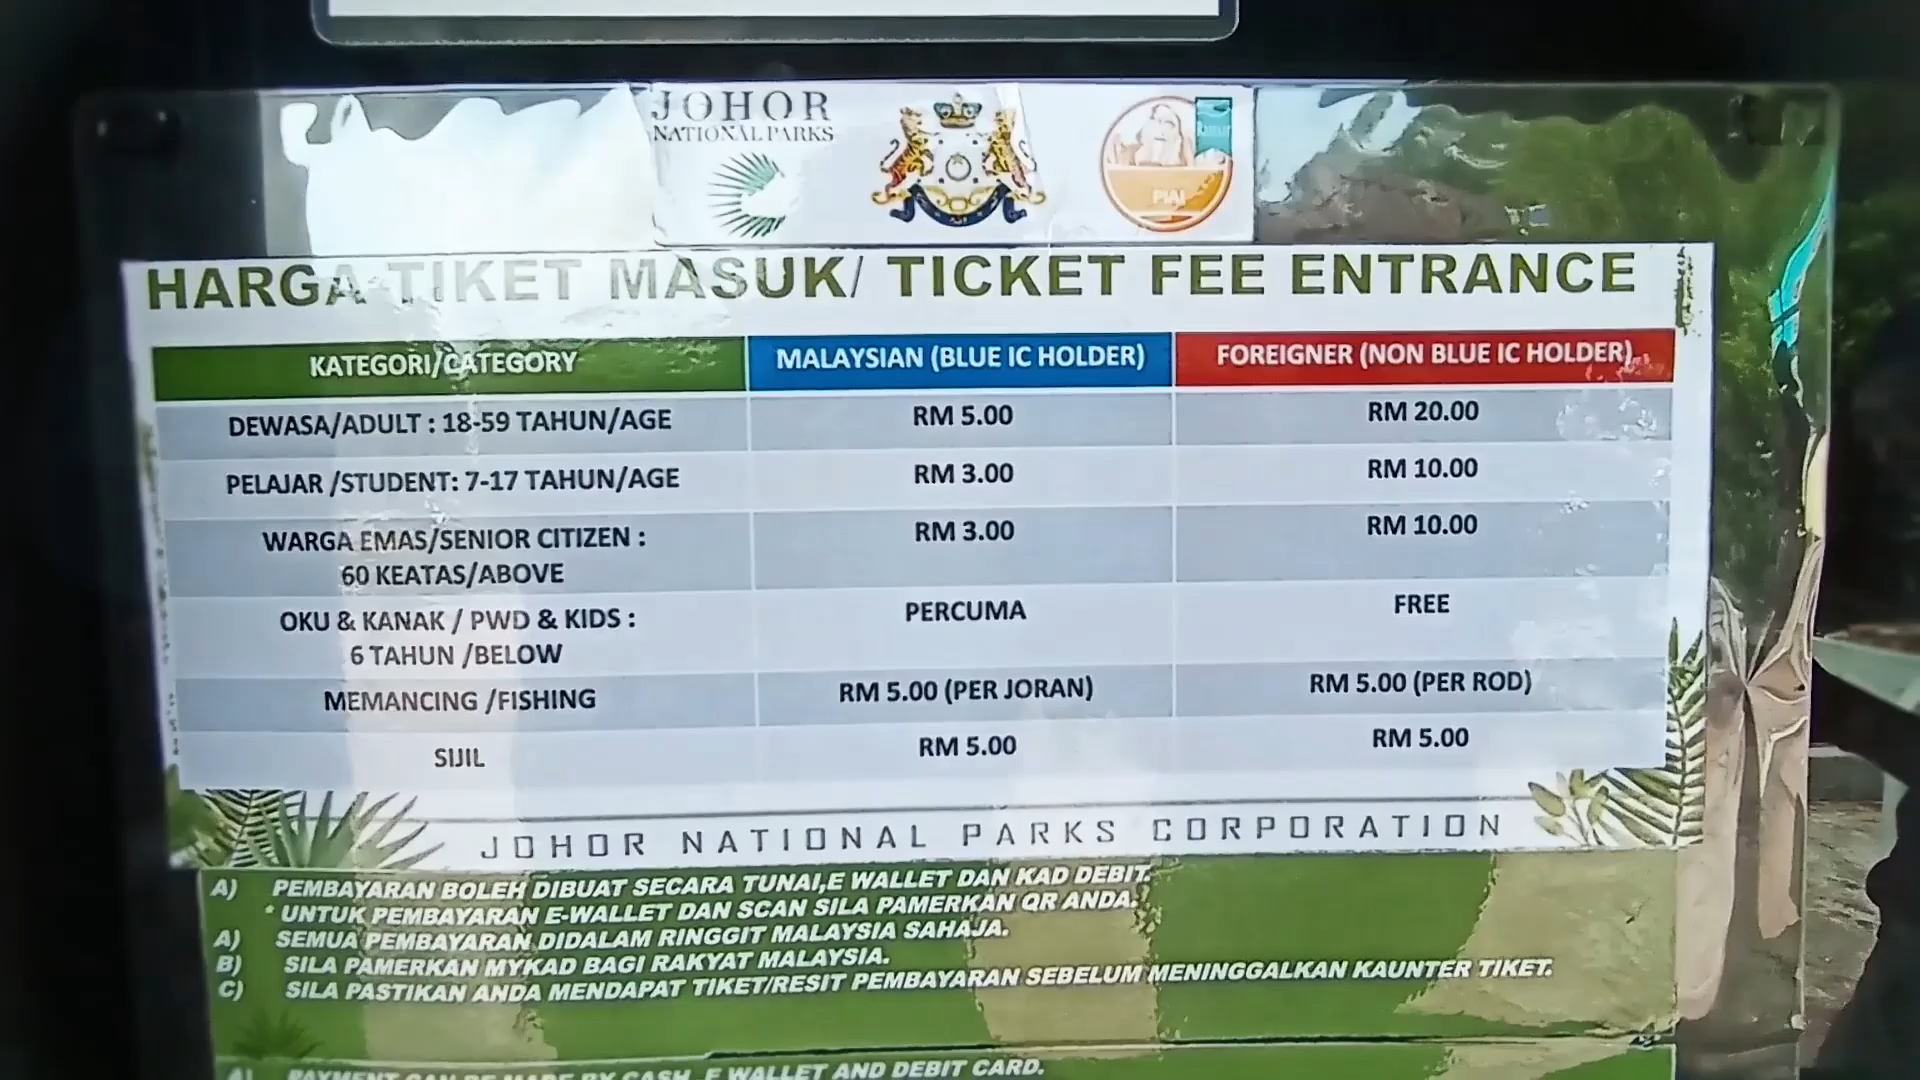 JOHOR
NATIONAL PARKS
PIAI
HARGA TIKET MASUK/ TICKET FEE ENTRANCE
KATEGORI/CATEGORY MALAYSIAN (BLUE IC HOLDER) FOREIGNER (NON BLUE IC HOLDER)
DEWASA/ADULT : 18-59 TAHUN/AGE RM 5.00 RM 20.00
PELAJAR /STUDENT: 7-17 TAHUN/AGE RM 3.00 RM 10.00
WARGA EMAS/SENIOR CITIZEN : RM 3.00 RM 10.00
60 KEATAS/ABOVE
OKU & KANAK / PWD & KIDS : PERCUMA FREE
6 TAHUN /BELOW
MEMANCING /FISHING RM 5.00 (PER JORAN) RM 5.00 (PER ROD)
SIJIL RM 5.00 RM 5.00
JOHOR NATIONAL PARKS CORPORATION
A) PEMBAYARAN BOLEH DIBUAT SECARA TUNAI,E WALLET DAN KAD DEBIT.
* UNTUK PEMBAYARAN E-WALLET DAN SCAN SILA PAMERKAN QR ANDA.
A) SEMUA PEMBAYARAN DIDALAM RINGGIT MALAYSIA SAHAJA.
B) SILA PAMERKAN MYKAD BAGI RAKYAT MALAYSIA.
C) SILA PASTIKAN ANDA MENDAPAT TIKET/RESIT PEMBAYARAN SEBELUM MENINGGALKAN KAUNTER TIKET.
A) PAYMENT CAN BE MADE BY CASH, E WALLET AND DEBIT CARD.